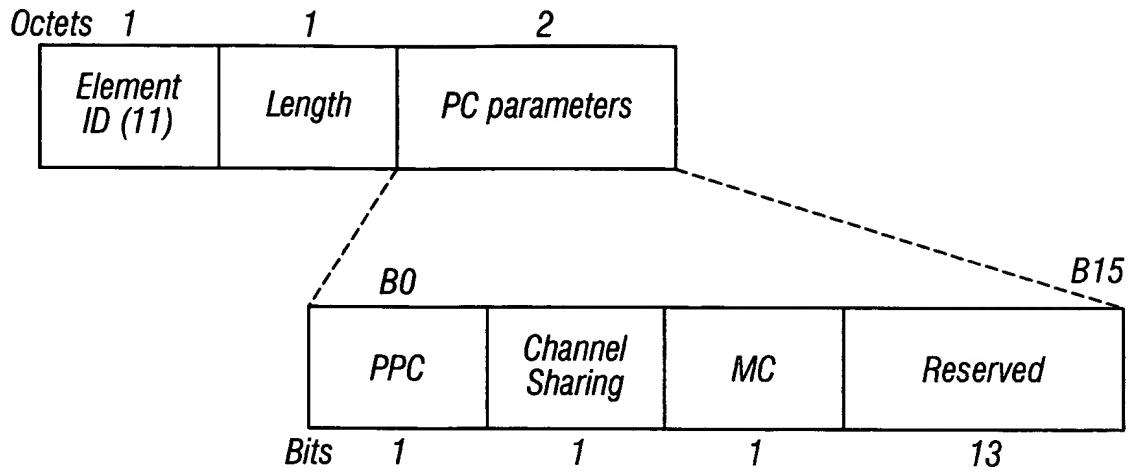 Octets 1 1 2
Element
ID (11)
Length
PC parameters
B0
B15
PPC
Channel
Sharing
MC
Reserved
Bits 1 1 1 13